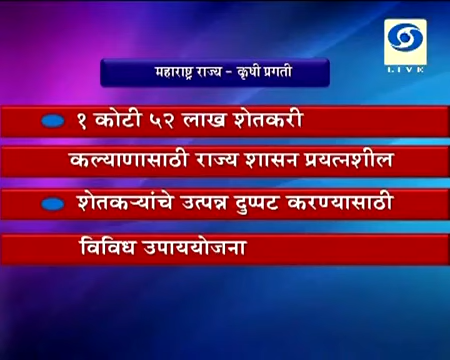 LIVE
महाराष्ट्र राज्य - कृषी प्रगती
१ कोटी ५२ लाख शेतकरी
कल्याणासाठी राज्य शासन प्रयत्नशील
शेतकऱ्यांचे उत्पन्न दुप्पट करण्यासाठी
विविध उपाययोजना